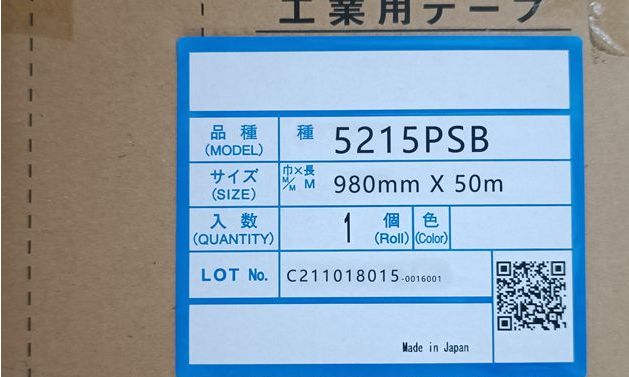 工業用テープ
品種 種 5215PSB
(MODEL)
サイズ 巾×長 980mm X 50m
(SIZE) M/M M
入数 1 個 色
(QUANTITY) (Roll) (Color)
LOT No. C211018015-0016001
Made in Japan